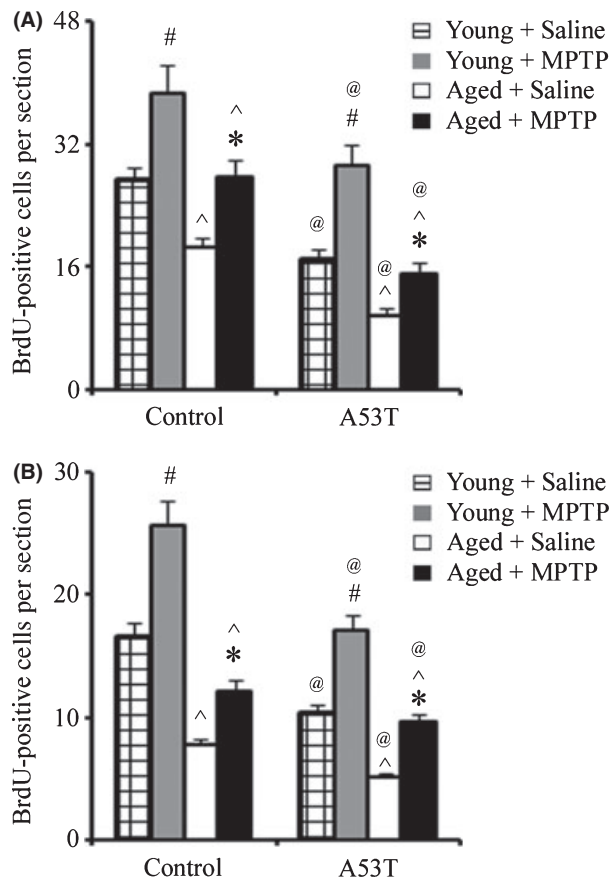 (A)
48
32
16
0
BrdU-positive cells per section
Young + Saline
Young + MPTP
Aged + Saline
Aged + MPTP
#
^
*
^
@
@
#
@
^
@
^
*
Control
A53T
(B)
30
20
10
0
BrdU-positive cells per section
Young + Saline
Young + MPTP
Aged + Saline
Aged + MPTP
#
^
*
^
@
@
#
@
^
@
^
*
Control
A53T